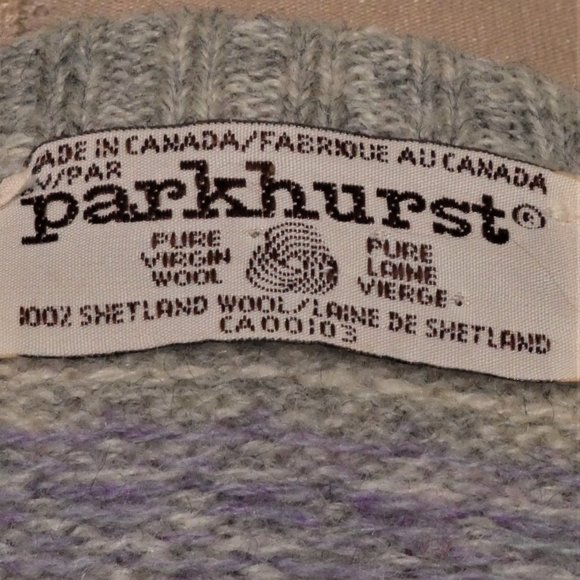 MADE IN CANADA/FABRIQUE AU CANADA
BY/PAR
parkhurst©
PURE VIRGIN WOOL
PURE LAINE VIERGE
100% SHETLAND WOOL/LAINE DE SHETLAND
CA00103